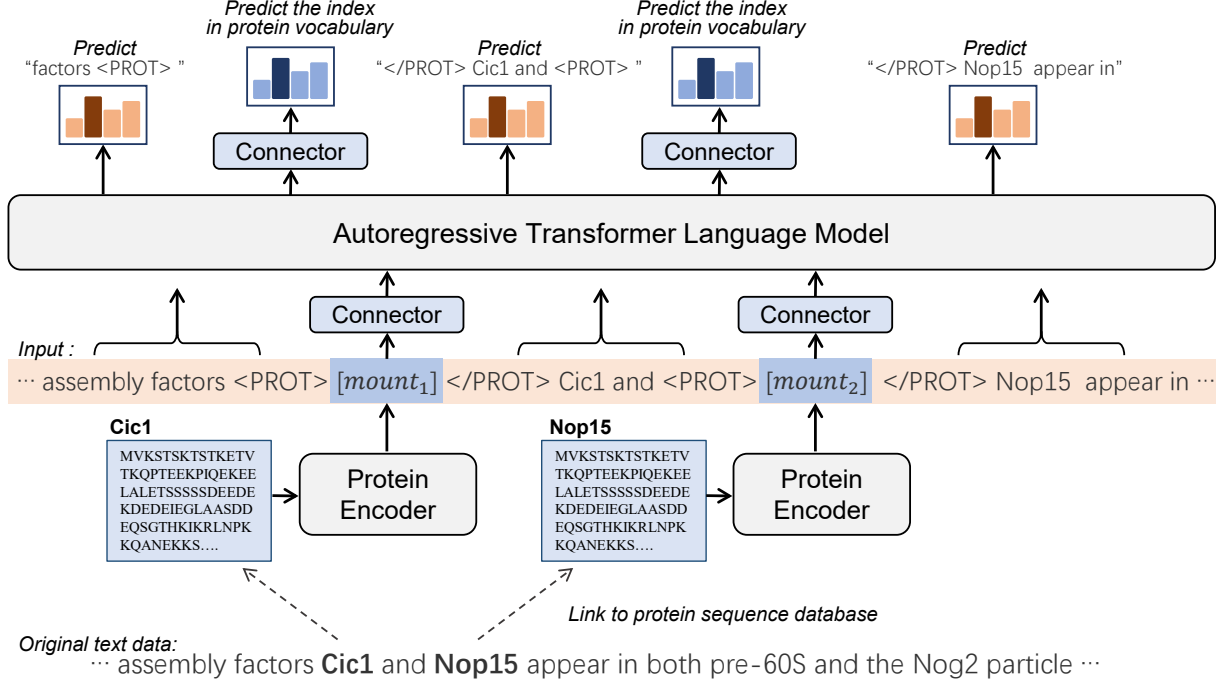 Predict the index
in protein vocabulary
Predict the index
in protein vocabulary
Predict
“factors <PROT> ”
Predict
“</PROT> Cic1 and <PROT> ”
Predict
“</PROT> Nop15 appear in”
Connector
Connector
Autoregressive Transformer Language Model
Connector
Connector
Input :
··· assembly factors <PROT> [mount₁] </PROT> Cic1 and <PROT> [mount₂] </PROT> Nop15 appear in ···
Cic1
MVKSTSKTSTKETV
TKQPTEEKPIQEKEE
LALETSSSSSDEEDE
KDEDEIEGLAASDD
EQSGTHKIKRLNPK
KQANEKKS….
Protein
Encoder
Nop15
MVKSTSKTSTKETV
TKQPTEEKPIQEKEE
LALETSSSSSDEEDE
KDEDEIEGLAASDD
EQSGTHKIKRLNPK
KQANEKKS….
Protein
Encoder
Link to protein sequence database
Original text data:
··· assembly factors Cic1 and Nop15 appear in both pre-60S and the Nog2 particle ···